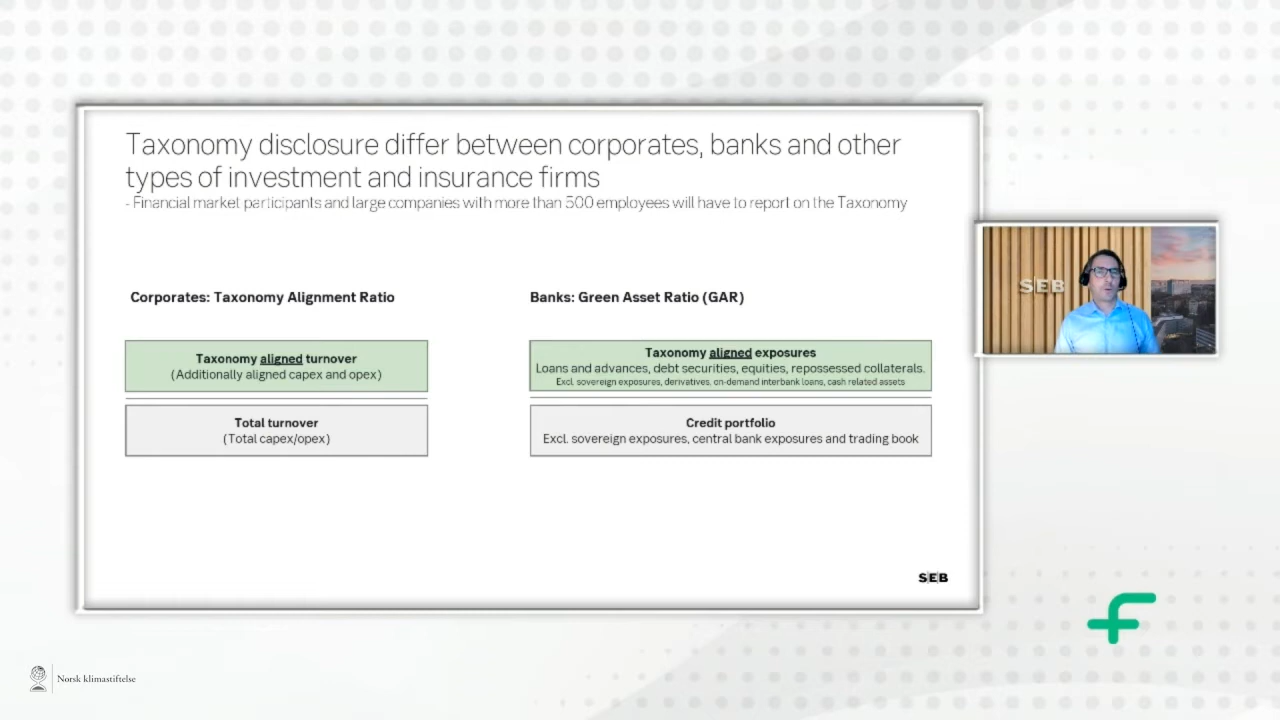 Taxonomy disclosure differ between corporates, banks and other
types of investment and insurance firms
- Financial market participants and large companies with more than 500 employees will have to report on the Taxonomy
Corporates: Taxonomy Alignment Ratio
Taxonomy aligned turnover
(Additionally aligned capex and opex)
Total turnover
(Total capex/opex)
Banks: Green Asset Ratio (GAR)
Taxonomy aligned exposures
Loans and advances, debt securities, equities, repossessed collaterals.
Excl. sovereign exposures, derivatives, on-demand interbank loans, cash related assets
Credit portfolio
Excl. sovereign exposures, central bank exposures and trading book
SEB
SEB
Norsk klimastiftelse